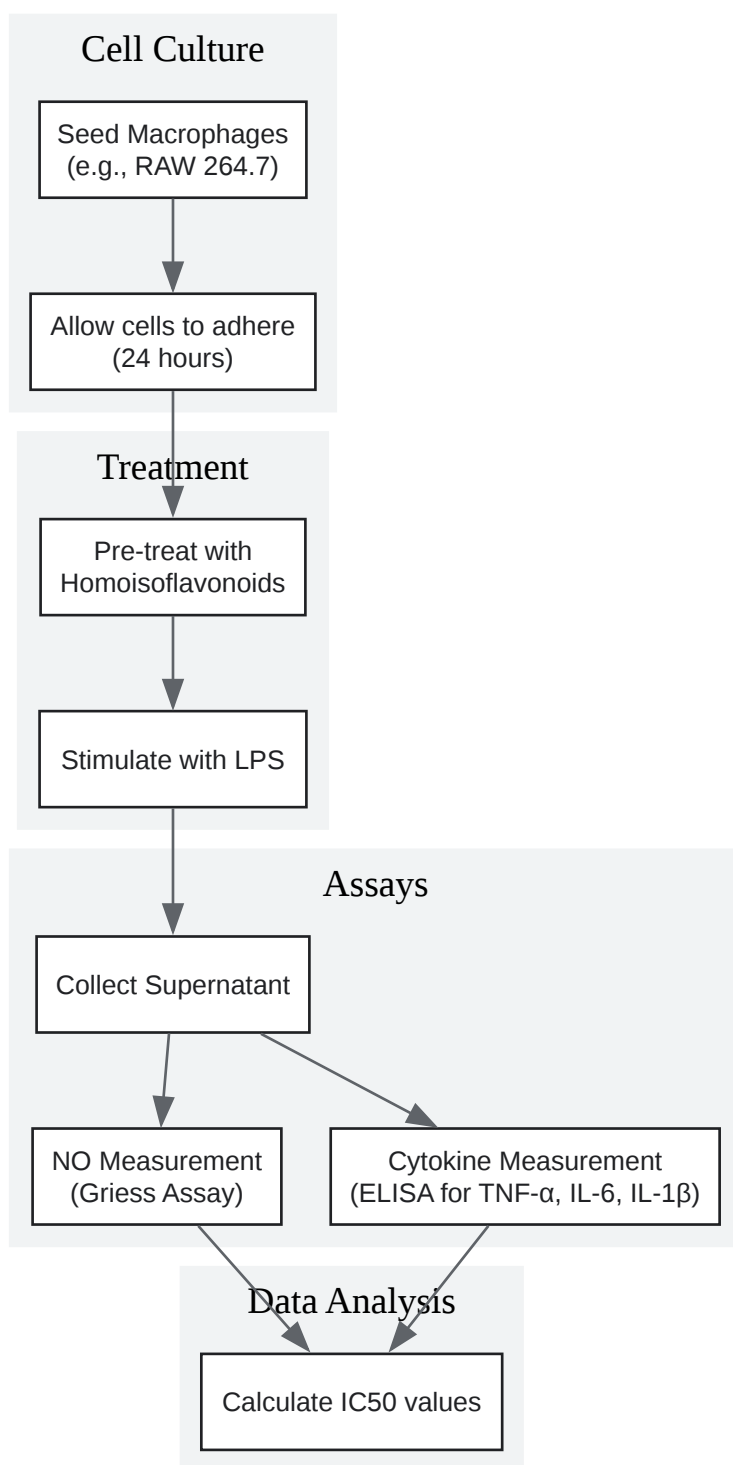 Cell Culture
Seed Macrophages
(e.g., RAW 264.7)
Allow cells to adhere
(24 hours)
Treatment
Pre-treat with
Homoisoflavonoids
Stimulate with LPS
Assays
Collect Supernatant
NO Measurement
(Griess Assay)
Cytokine Measurement
(ELISA for TNF-α, IL-6, IL-1β)
Data Analysis
Calculate IC50 values